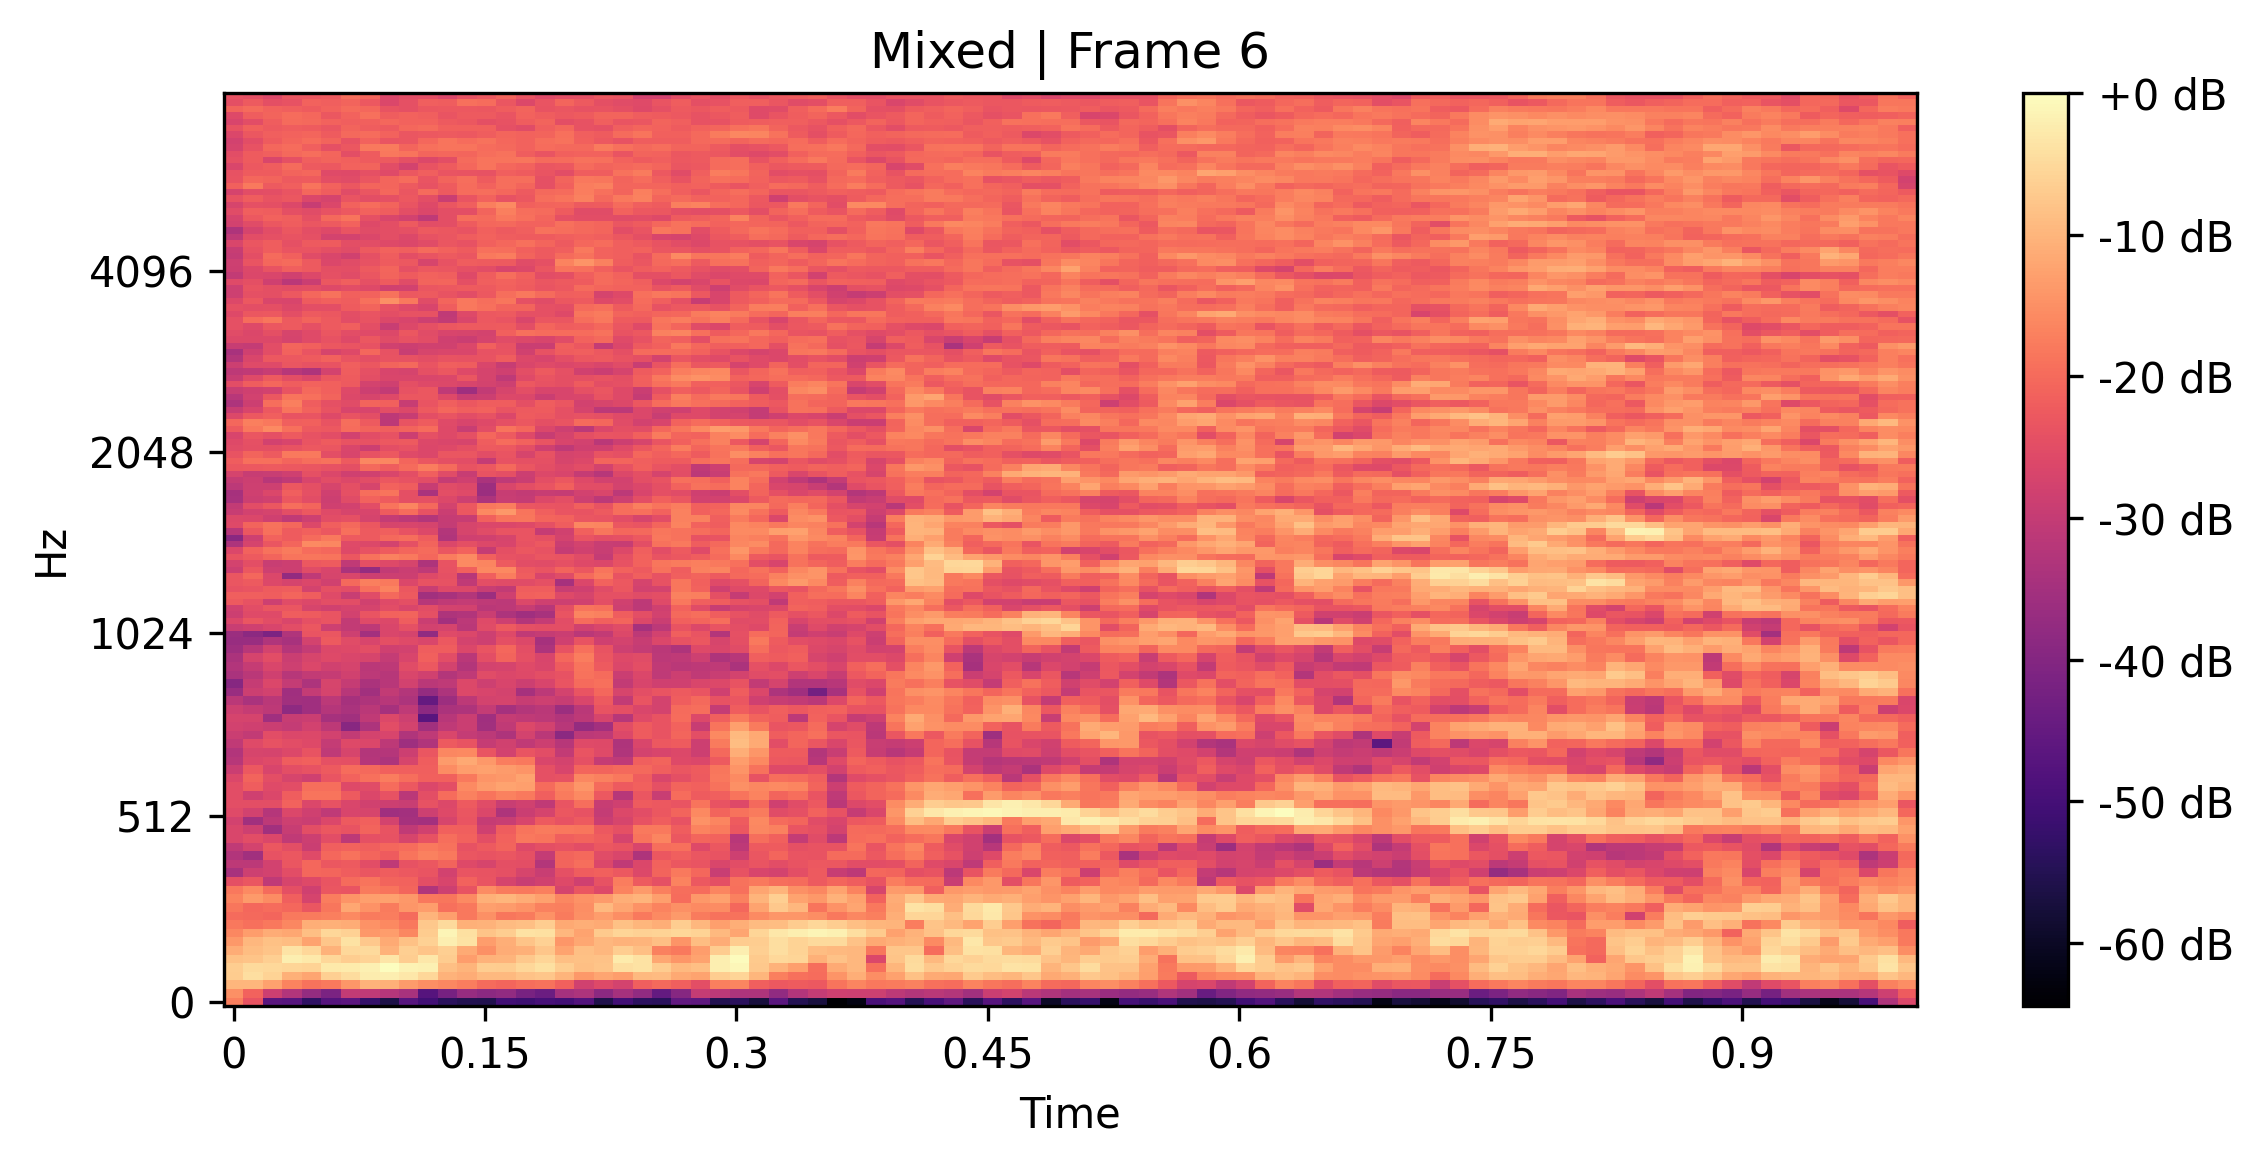 Mixed | Frame 6
Hz
4096
2048
1024
512
0
0 0.15 0.3 0.45 0.6 0.75 0.9
Time
+0 dB
-10 dB
-20 dB
-30 dB
-40 dB
-50 dB
-60 dB